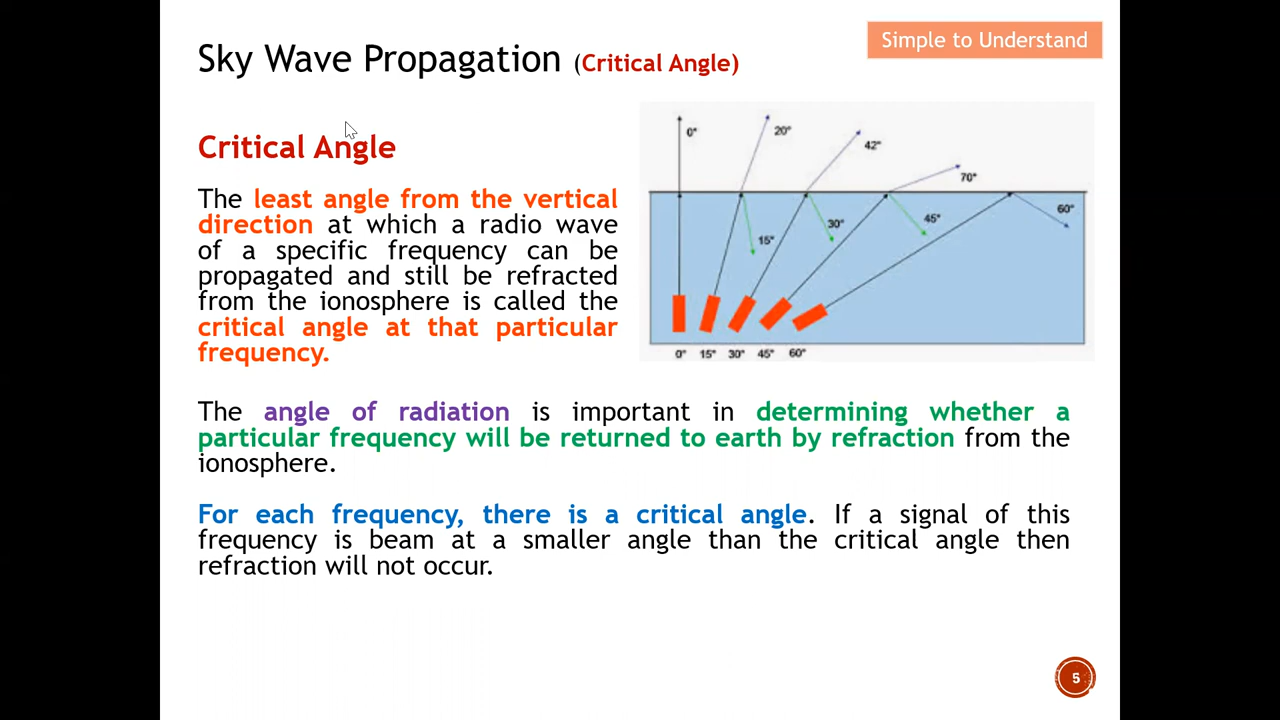 Simple to Understand
Sky Wave Propagation (Critical Angle)
Critical Angle
The least angle from the vertical
direction at which a radio wave
of a specific frequency can be
propagated and still be refracted
from the ionosphere is called the
critical angle at that particular
frequency.
0° 20° 42° 70°
15° 30° 45° 60°
0° 15° 30° 45° 60°
The angle of radiation is important in determining whether a
particular frequency will be returned to earth by refraction from the
ionosphere.
For each frequency, there is a critical angle. If a signal of this
frequency is beam at a smaller angle than the critical angle then
refraction will not occur.
5